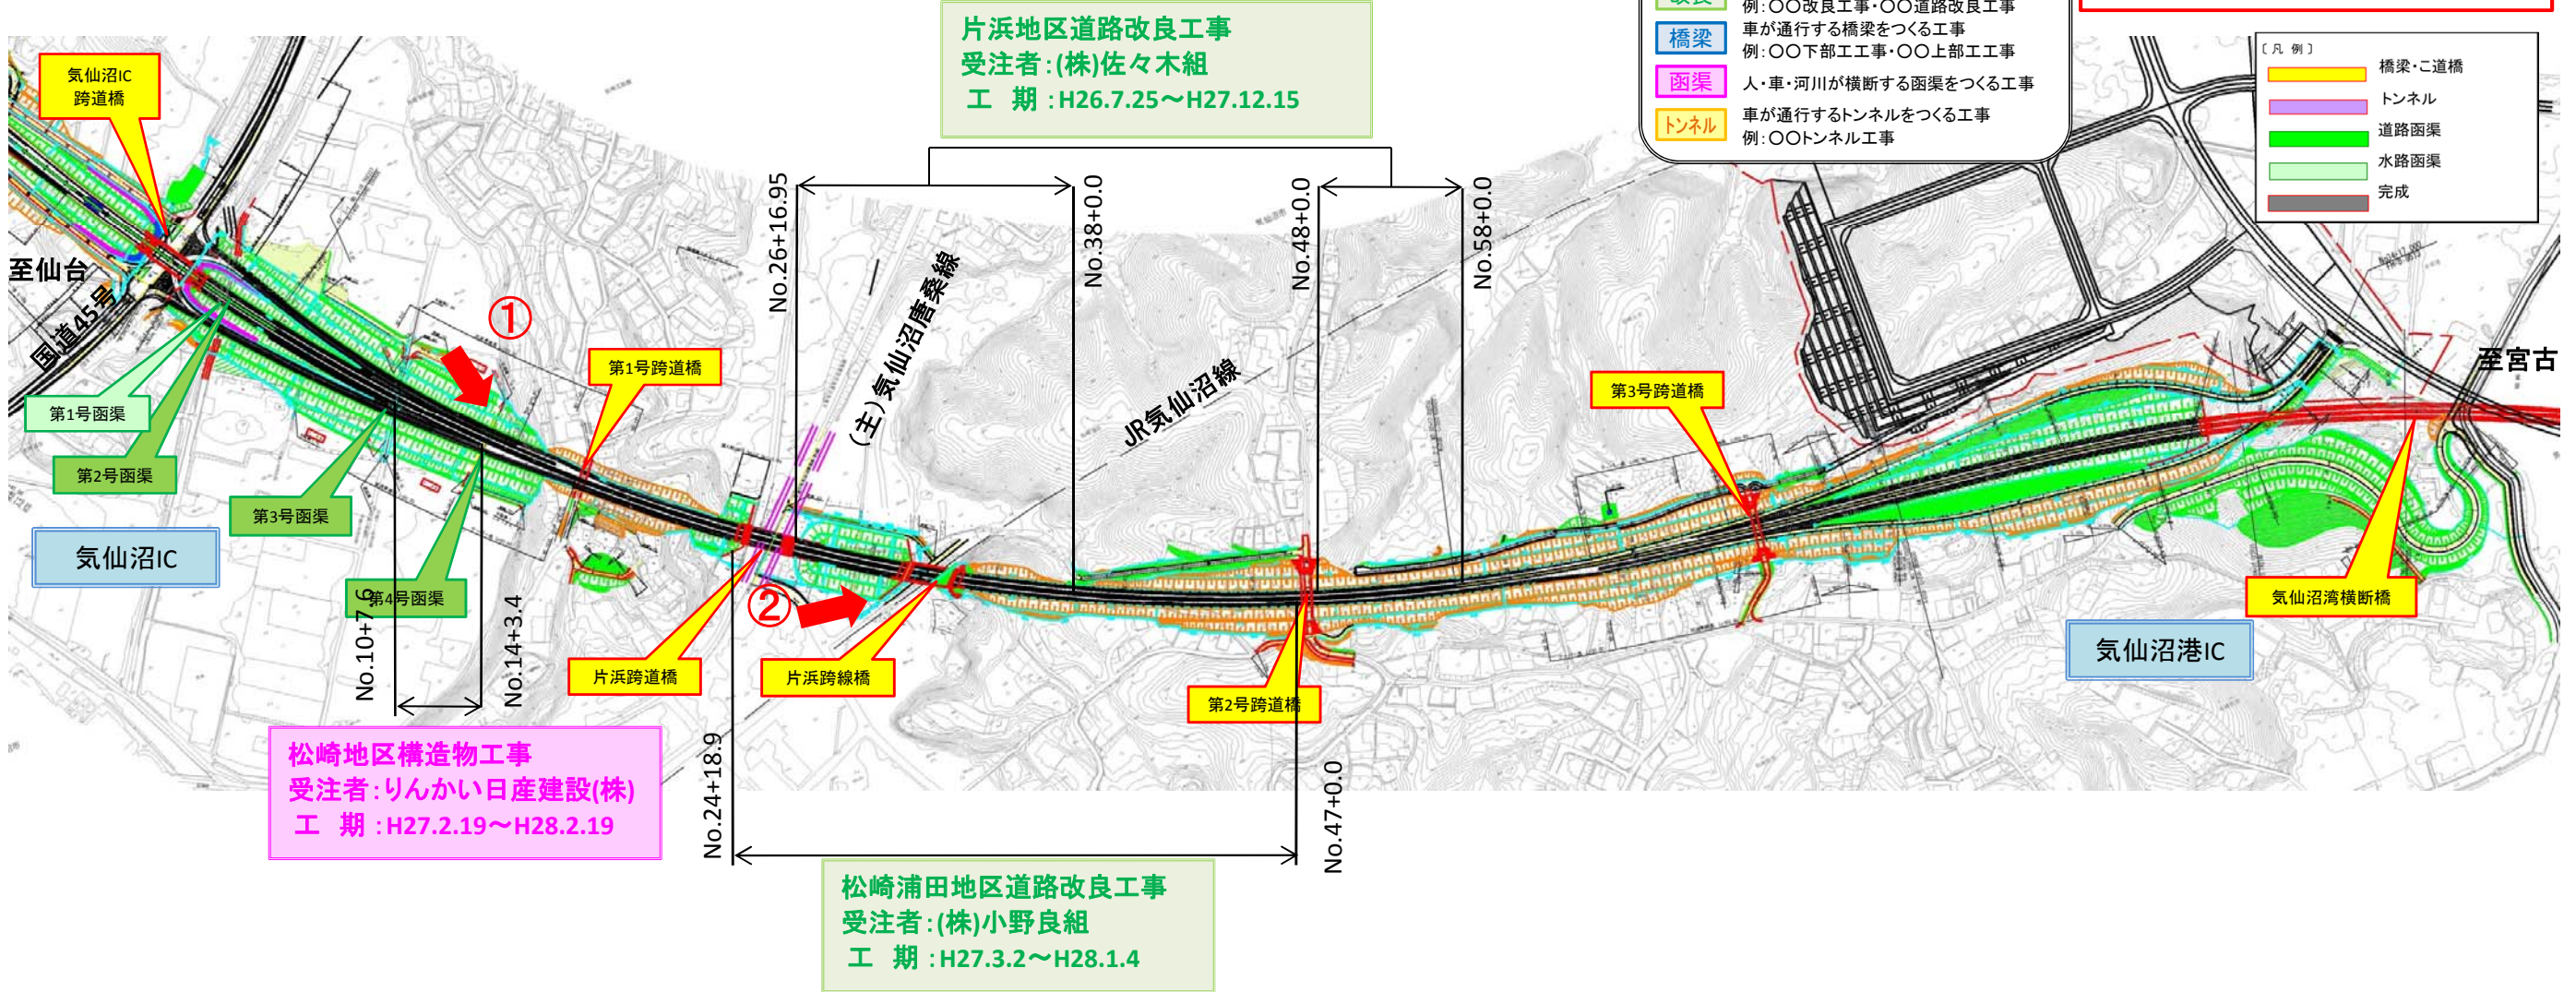 片浜地区道路改良工事
受注者：(株)佐々木組
工　期：H26.7.25～H27.12.15
例：○○改良工事・○○道路改良工事
橋梁
車が通行する橋梁をつくる工事
例：○○下部工工事・○○上部工工事
函渠
人・車・河川が横断する函渠をつくる工事
トンネル
車が通行するトンネルをつくる工事
例：○○トンネル工事
〔凡 例〕
橋梁・こ道橋
トンネル
道路函渠
水路函渠
完成
気仙沼IC
跨道橋
至仙台
国道45号
①
第1号函渠
第2号函渠
第3号函渠
第4号函渠
気仙沼IC
No.10+7.6
No.14+3.4
第1号跨道橋
No.26+16.95
(主)気仙沼唐桑線
No.38+0.0
JR気仙沼線
No.48+0.0
No.58+0.0
②
片浜跨道橋
片浜跨線橋
第2号跨道橋
第3号跨道橋
至宮古
気仙沼湾横断橋
気仙沼港IC
No.24+18.9
No.47+0.0
松崎地区構造物工事
受注者：りんかい日産建設(株)
工　期：H27.2.19～H28.2.19
松崎浦田地区道路改良工事
受注者：(株)小野良組
工　期：H27.3.2～H28.1.4